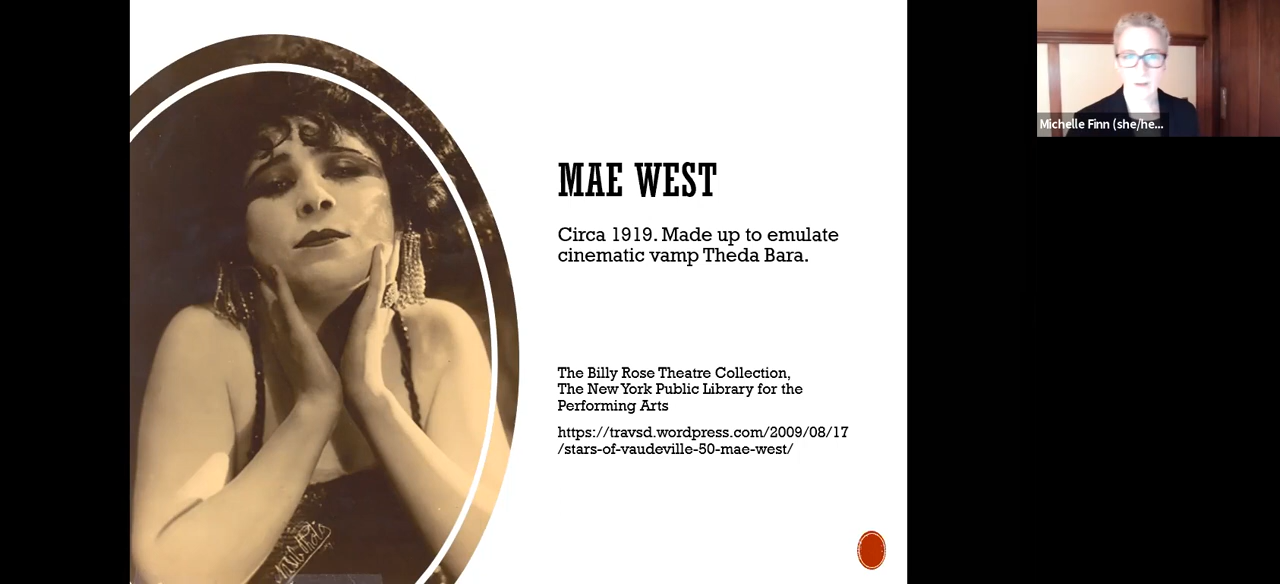 MAE WEST
Circa 1919. Made up to emulate
cinematic vamp Theda Bara.
The Billy Rose Theatre Collection,
The New York Public Library for the
Performing Arts
https://travsd.wordpress.com/2009/08/17
/stars-of-vaudeville-50-mae-west/
Michelle Finn (she/he...